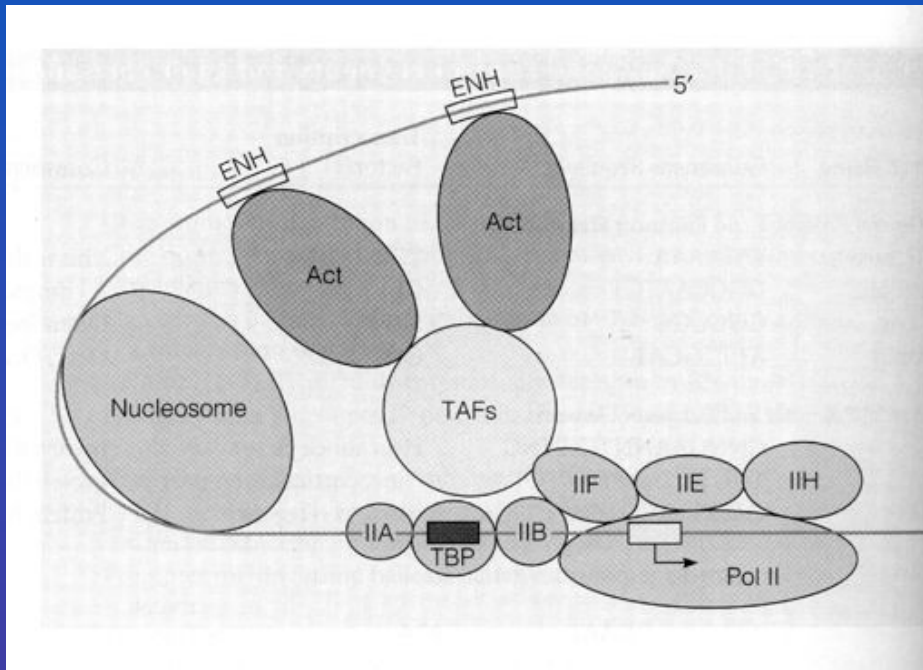 ENH
5'
ENH
Act
Act
Nucleosome
TAFs
IIF
IIE
IIH
IIA
TBP
IIB
Pol II